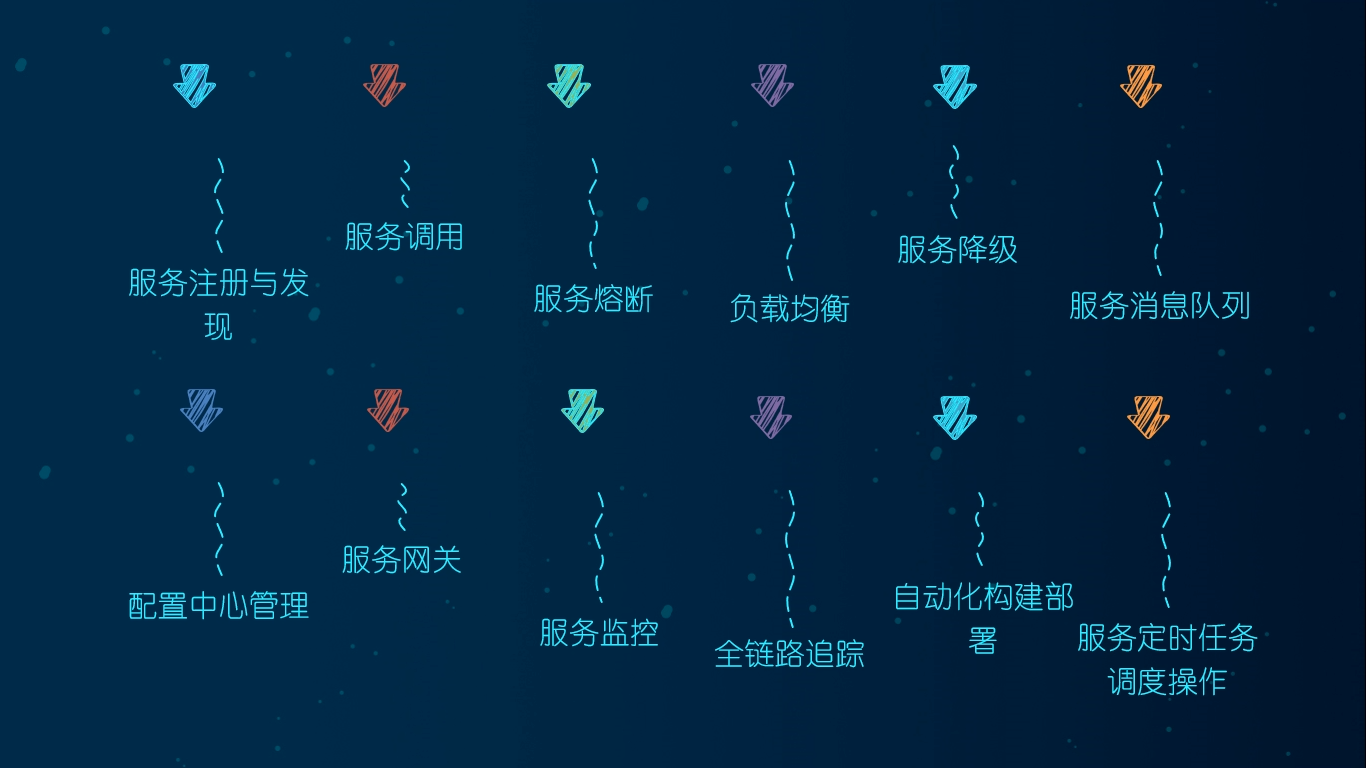 服务注册与发
现
服务调用
服务熔断
负载均衡
服务降级
服务消息队列
配置中心管理
服务网关
服务监控
全链路追踪
自动化构建部
署
服务定时任务
调度操作